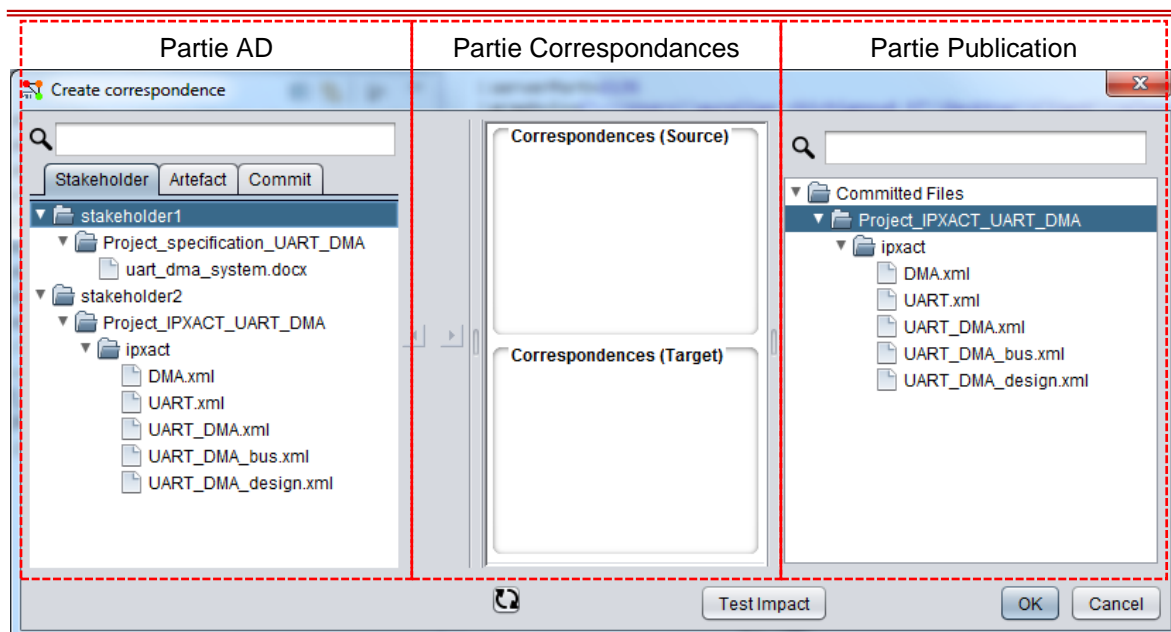 Partie AD
Partie Correspondances
Partie Publication
Create correspondence
Stakeholder
Artefact
Commit
stakeholder1
Project_specification_UART_DMA
uart_dma_system.docx
stakeholder2
Project_IPXACT_UART_DMA
ipxact
DMA.xml
UART.xml
UART_DMA.xml
UART_DMA_bus.xml
UART_DMA_design.xml
Correspondences (Source)
Correspondences (Target)
Committed Files
Project_IPXACT_UART_DMA
ipxact
DMA.xml
UART.xml
UART_DMA.xml
UART_DMA_bus.xml
UART_DMA_design.xml
Test Impact
OK
Cancel